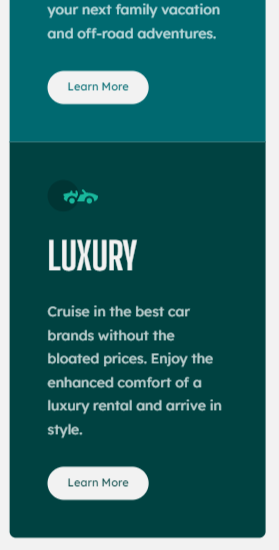 your next family vacation
and off-road adventures.
Learn More
LUXURY
Cruise in the best car
brands without the
bloated prices. Enjoy the
enhanced comfort of a
luxury rental and arrive in
style.
Learn More